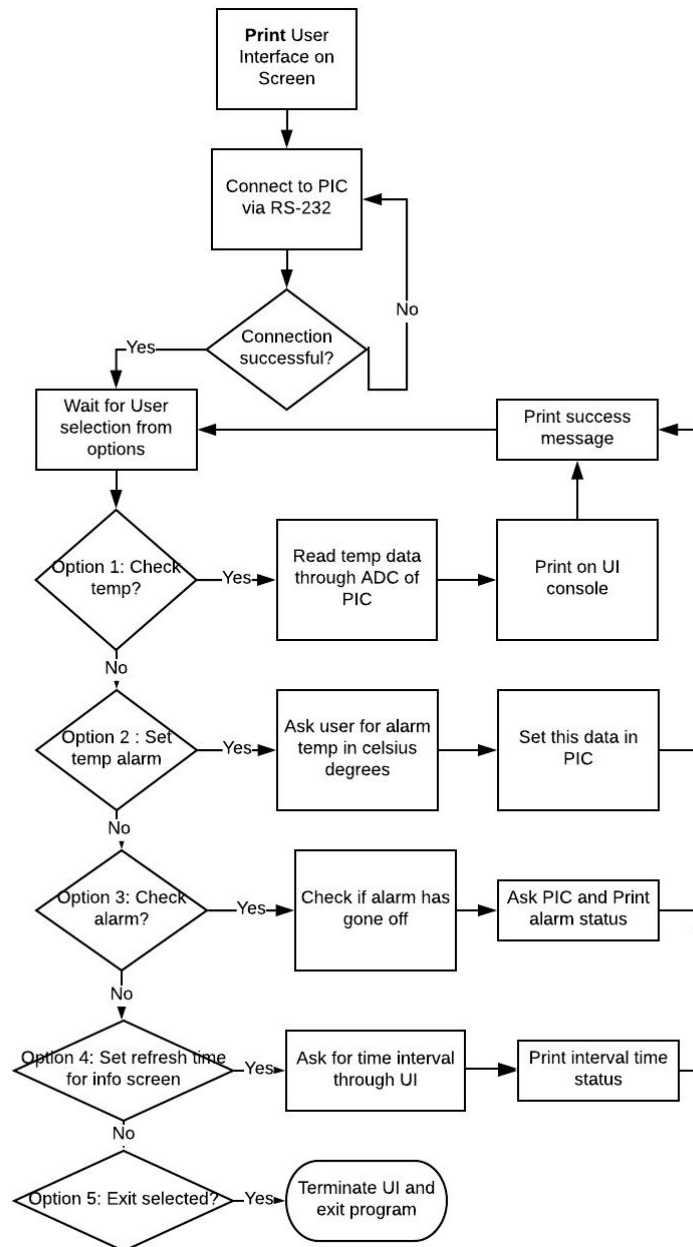 Print User
Interface on
Screen
Connect to PIC
via RS-232
No
Connection
successful?
Yes
Wait for User
selection from
options
Print success
message
Option 1: Check
temp?
Yes
Read temp data
through ADC of
PIC
Print on UI
console
No
Option 2 : Set
temp alarm
Yes
Ask user for alarm
temp in celsius
degrees
Set this data in
PIC
No
Option 3: Check
alarm?
Yes
Check if alarm has
gone off
Ask PIC and Print
alarm status
No
Option 4: Set refresh time
for info screen
Yes
Ask for time interval
through UI
Print interval time
status
No
Option 5: Exit selected?
Yes
Terminate UI and
exit program